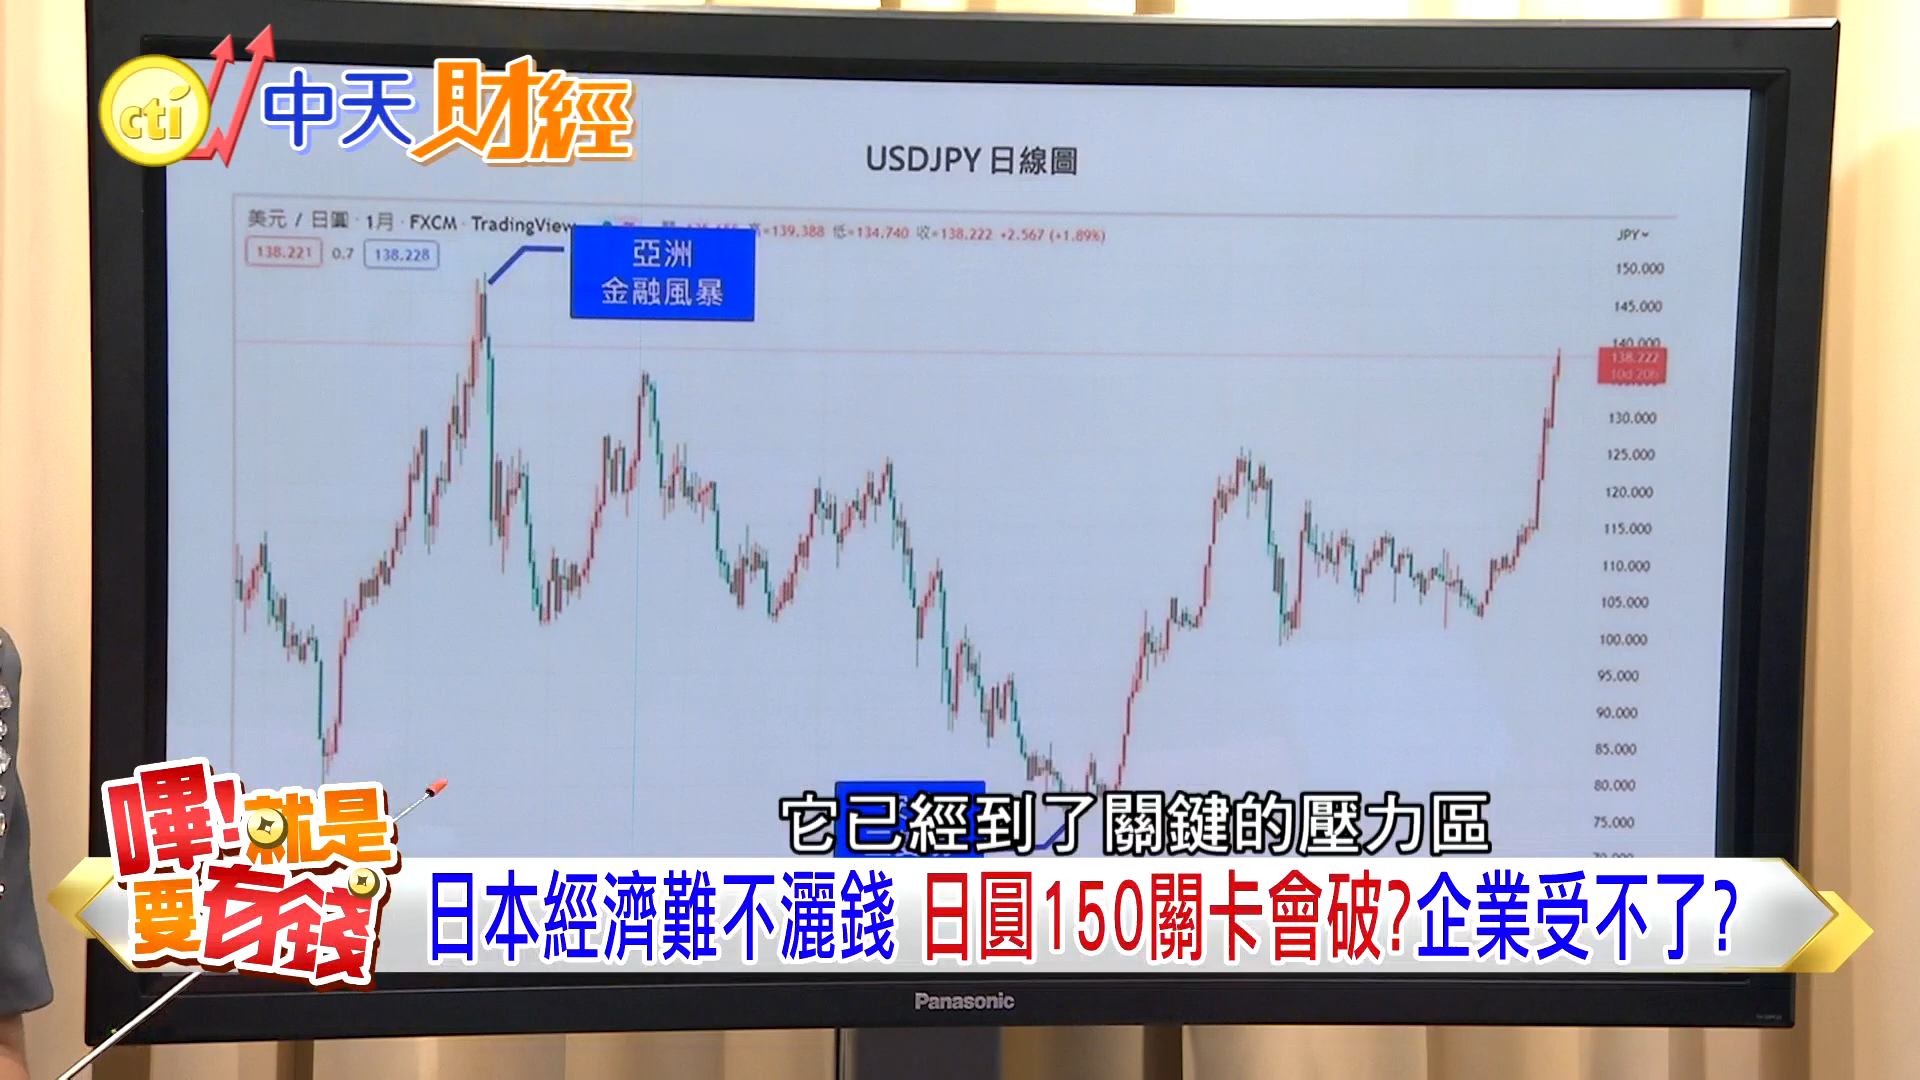 cti 中天財經
USDJPY 日線圖
美元 / 日圓 · 1月 · FXCM · TradingView
高=139.388 低=134.740 收=138.222 +2.567 (+1.89%)
138.221 0.7 138.228
亞洲
金融風暴
JPY
150.000
145.000
140.000
138.222
10d 20h
130.000
125.000
120.000
115.000
110.000
105.000
100.000
95.000
90.000
85.000
80.000
75.000
它已經到了關鍵的壓力區
嗶!就是
要有錢
日本經濟難不灑錢 日圓150關卡會破?企業受不了?
Panasonic